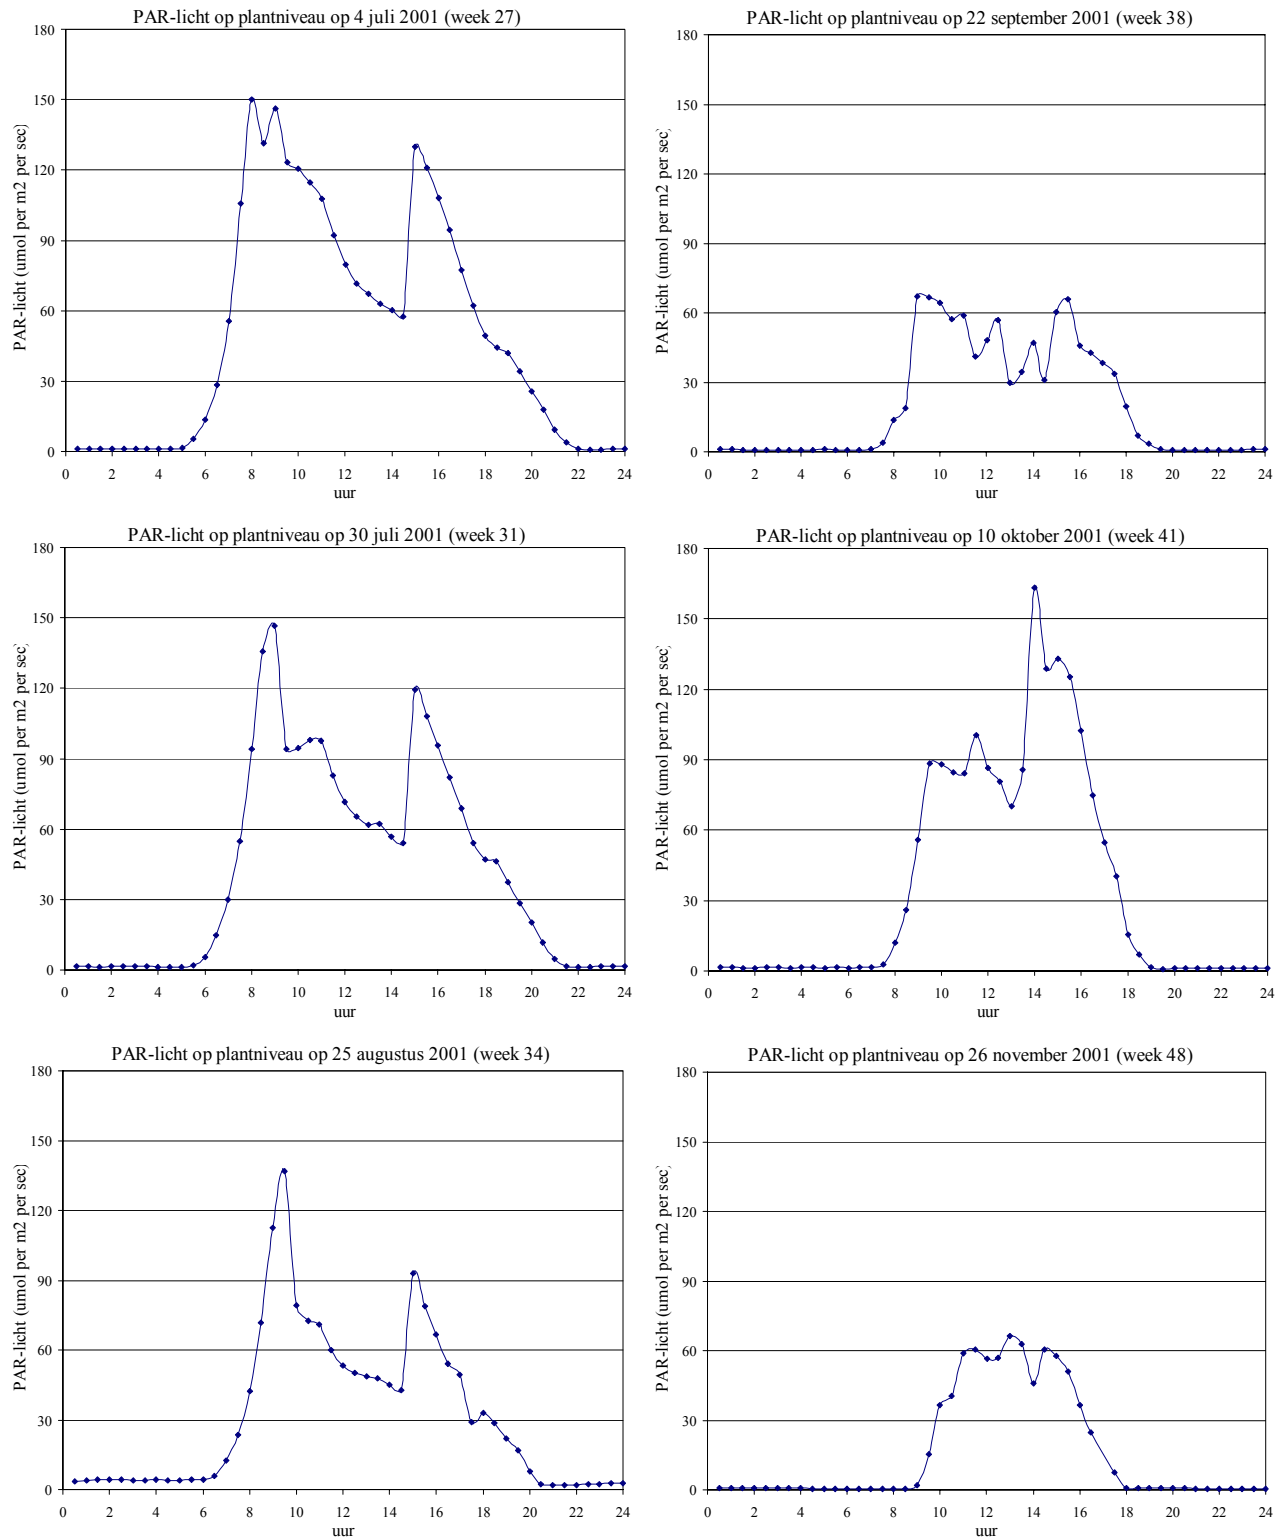 PAR-licht op plantniveau op 4 juli 2001 (week 27)
180
150
120
90
60
30
0
PAR-licht (umol per m2 per sec)
0 2 4 6 8 10 12 14 16 18 20 22 24
uur
PAR-licht op plantniveau op 22 september 2001 (week 38)
180
150
120
90
60
30
0
PAR-licht (umol per m2 per sec)
0 2 4 6 8 10 12 14 16 18 20 22 24
uur
PAR-licht op plantniveau op 30 juli 2001 (week 31)
180
150
120
90
60
30
0
PAR-licht (umol per m2 per sec)
0 2 4 6 8 10 12 14 16 18 20 22 24
uur
PAR-licht op plantniveau op 10 oktober 2001 (week 41)
180
150
120
90
60
30
0
PAR-licht (umol per m2 per sec)
0 2 4 6 8 10 12 14 16 18 20 22 24
uur
PAR-licht op plantniveau op 25 augustus 2001 (week 34)
180
150
120
90
60
30
0
PAR-licht (umol per m2 per sec)
0 2 4 6 8 10 12 14 16 18 20 22 24
uur
PAR-licht op plantniveau op 26 november 2001 (week 48)
180
150
120
90
60
30
0
PAR-licht (umol per m2 per sec)
0 2 4 6 8 10 12 14 16 18 20 22 24
uur